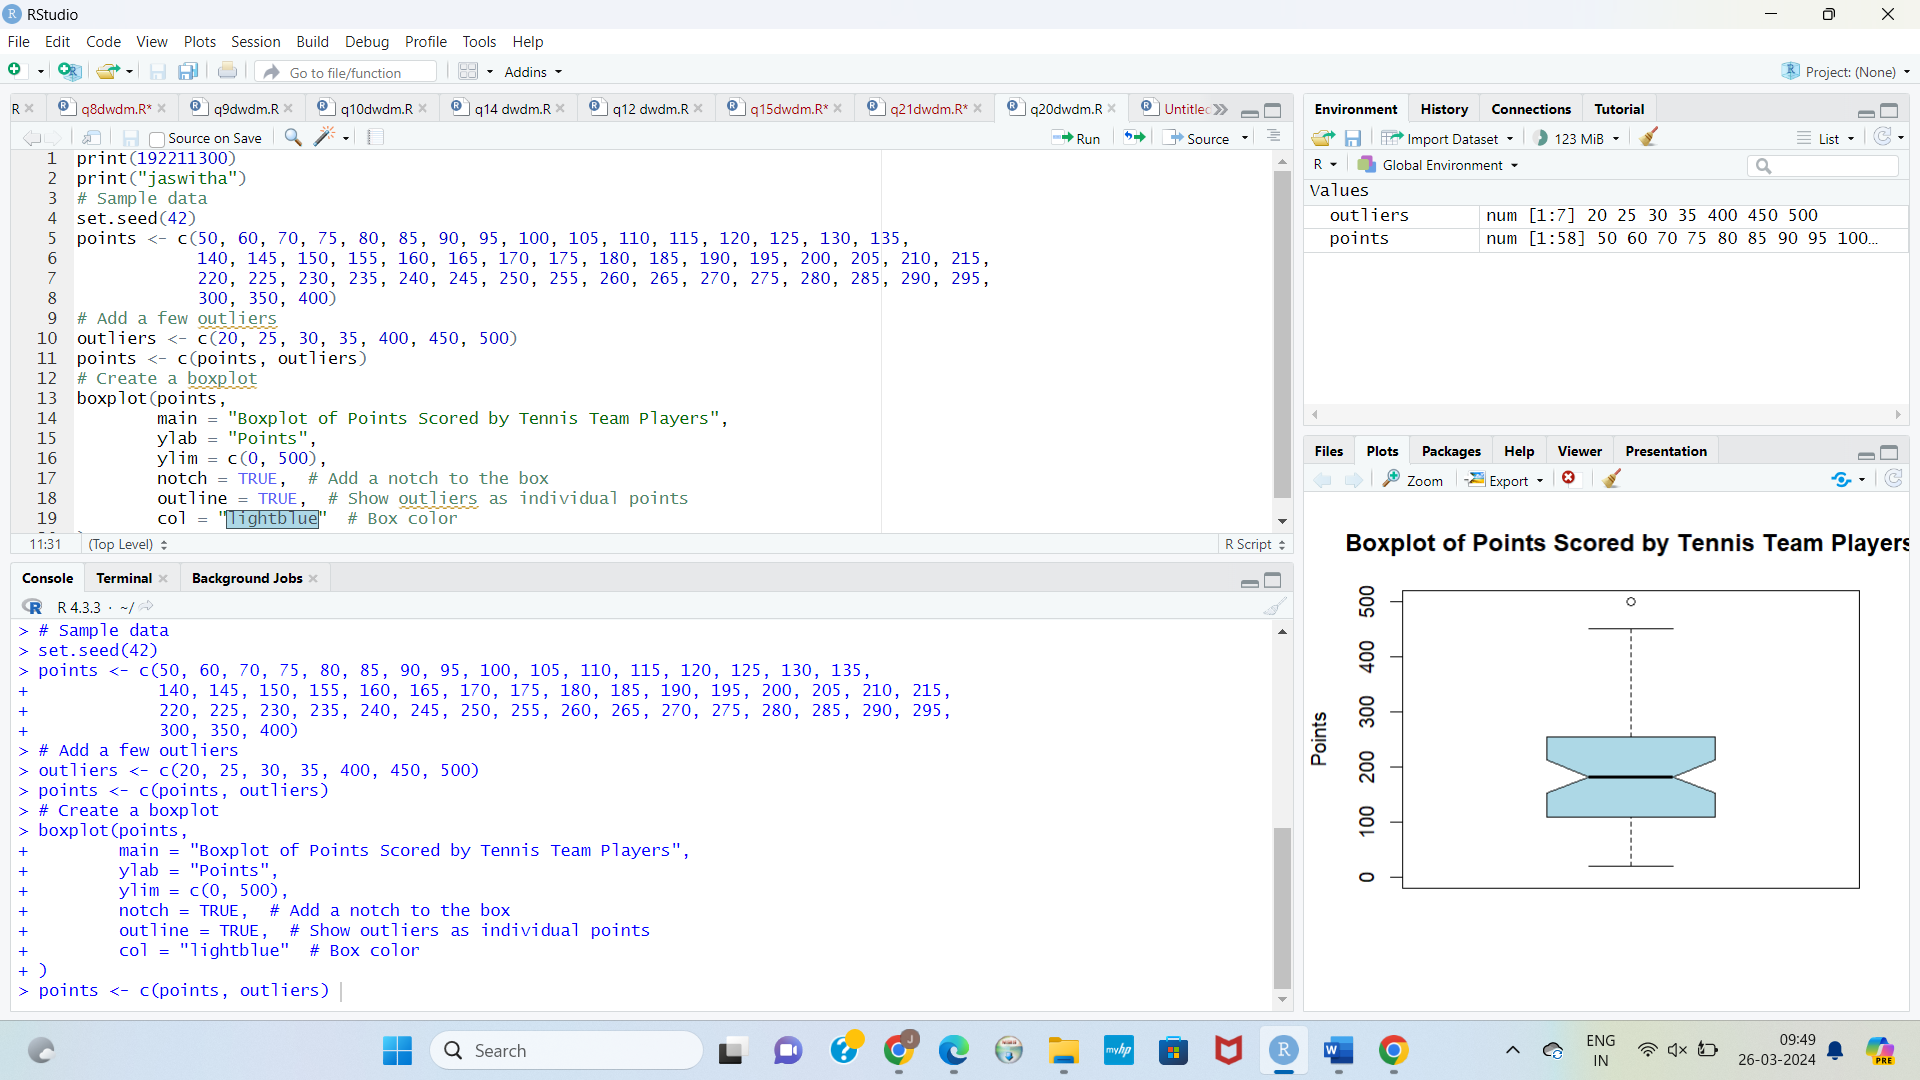 RStudio
File Edit Code View Plots Session Build Debug Profile Tools Help
Go to file/function Addins Project: (None)
R q8dwdm.R* q9dwdm.R q10dwdm.R q14 dwdm.R q12 dwdm.R q15dwdm.R* q21dwdm.R* q20dwdm.R Untitlec
Source on Save Run Source
1 print(192211300)
2 print("jaswitha")
3 # Sample data
4 set.seed(42)
5 points <- c(50, 60, 70, 75, 80, 85, 90, 95, 100, 105, 110, 115, 120, 125, 130, 135,
6 140, 145, 150, 155, 160, 165, 170, 175, 180, 185, 190, 195, 200, 205, 210, 215,
7 220, 225, 230, 235, 240, 245, 250, 255, 260, 265, 270, 275, 280, 285, 290, 295,
8 300, 350, 400)
9 # Add a few outliers
10 outliers <- c(20, 25, 30, 35, 400, 450, 500)
11 points <- c(points, outliers)
12 # Create a boxplot
13 boxplot(points,
14 main = "Boxplot of Points Scored by Tennis Team Players",
15 ylab = "Points",
16 ylim = c(0, 500),
17 notch = TRUE, # Add a notch to the box
18 outline = TRUE, # Show outliers as individual points
19 col = "lightblue" # Box color
11:31 (Top Level) R Script
Console Terminal Background Jobs
R 4.3.3 · ~/
> # Sample data
> set.seed(42)
> points <- c(50, 60, 70, 75, 80, 85, 90, 95, 100, 105, 110, 115, 120, 125, 130, 135,
+ 140, 145, 150, 155, 160, 165, 170, 175, 180, 185, 190, 195, 200, 205, 210, 215,
+ 220, 225, 230, 235, 240, 245, 250, 255, 260, 265, 270, 275, 280, 285, 290, 295,
+ 300, 350, 400)
> # Add a few outliers
> outliers <- c(20, 25, 30, 35, 400, 450, 500)
> points <- c(points, outliers)
> # Create a boxplot
> boxplot(points,
+ main = "Boxplot of Points Scored by Tennis Team Players",
+ ylab = "Points",
+ ylim = c(0, 500),
+ notch = TRUE, # Add a notch to the box
+ outline = TRUE, # Show outliers as individual points
+ col = "lightblue" # Box color
+ )
> points <- c(points, outliers)
Environment History Connections Tutorial
Import Dataset 123 MiB List
R Global Environment
Values
outliers num [1:7] 20 25 30 35 400 450 500
points num [1:58] 50 60 70 75 80 85 90 95 100…
Files Plots Packages Help Viewer Presentation
Zoom Export
Boxplot of Points Scored by Tennis Team Players
Points
500
400
300
200
100
0
Search
myhp
ENG
IN
09:49
26-03-2024
PRE